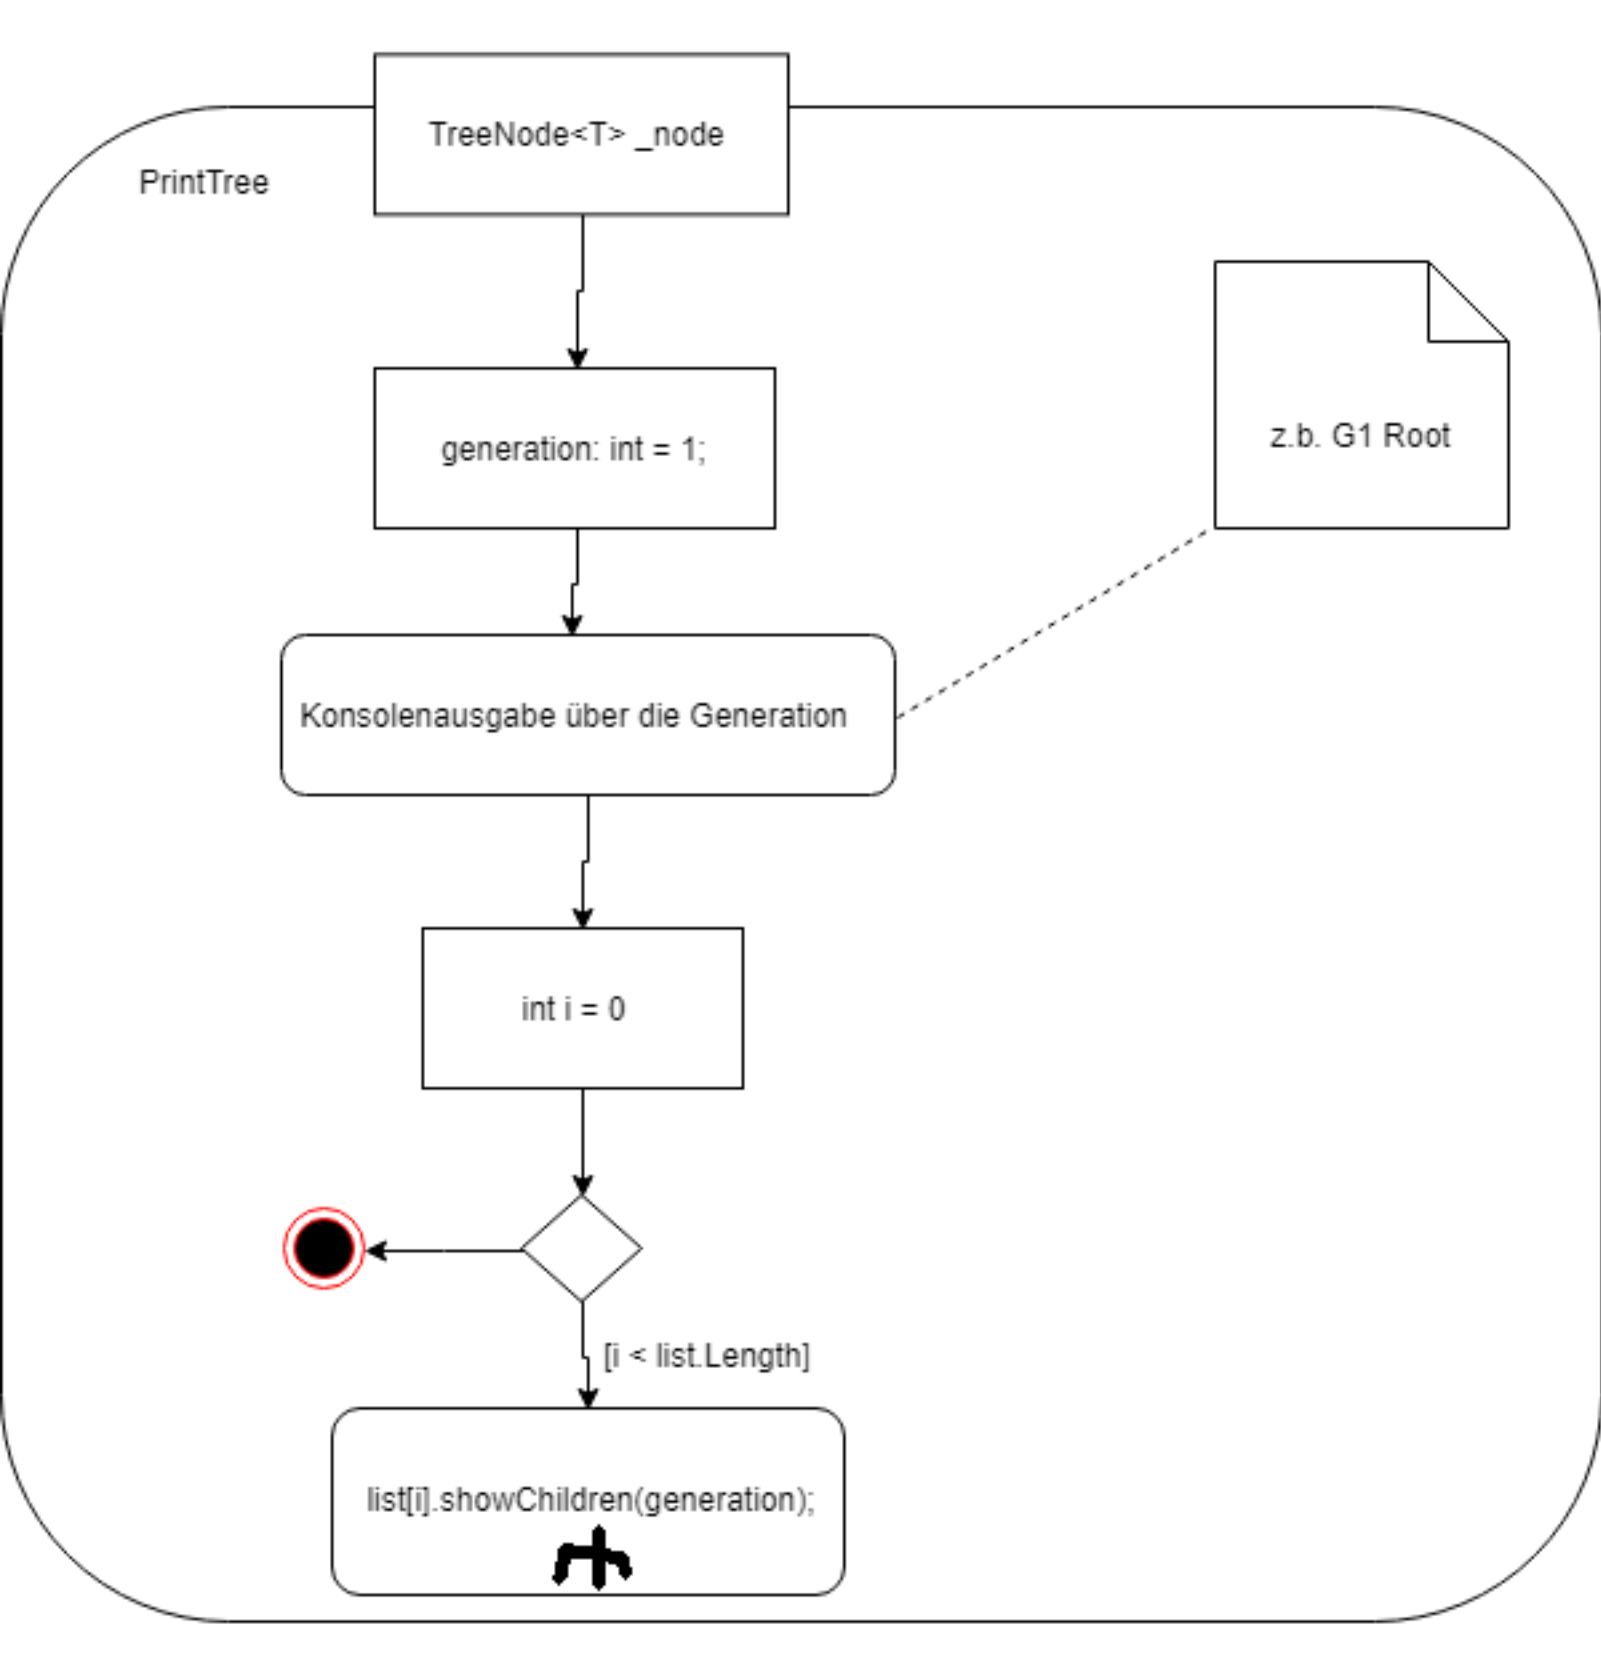 TreeNode<T> _node
PrintTree
generation: int = 1;
z.b. G1 Root
Konsolenausgabe über die Generation
int i = 0
[i < list.Length]
list[i].showChildren(generation);